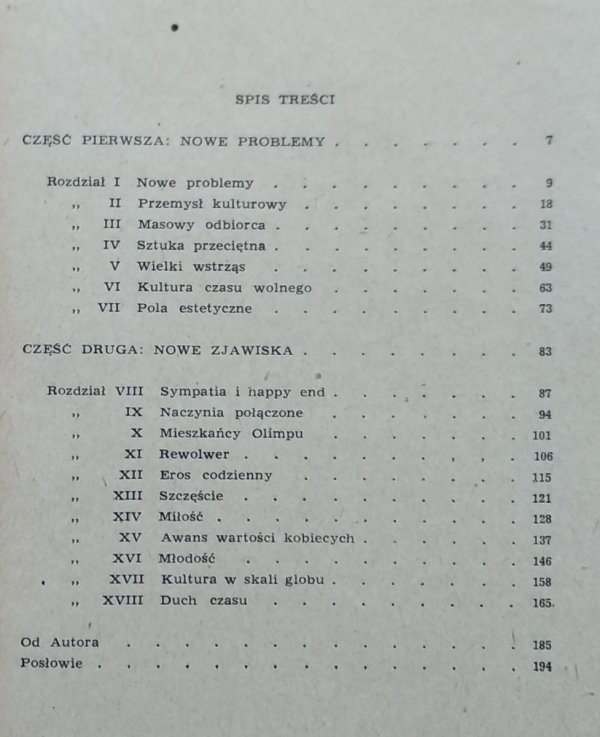 SPIS TREŚCI
CZĘŚĆ PIERWSZA: NOWE PROBLEMY . . . . . . . 7
Rozdział I Nowe problemy . . . . . . . . . 9
„ II Przemysł kulturowy . . . . . . . . 18
„ III Masowy odbiorca . . . . . . . . . 31
„ IV Sztuka przeciętna . . . . . . . . . 44
„ V Wielki wstrząs . . . . . . . . . 49
„ VI Kultura czasu wolnego . . . . . . . 63
„ VII Pola estetyczne . . . . . . . . . 73
CZĘŚĆ DRUGA: NOWE ZJAWISKA . . . . . . . . 83
Rozdział VIII Sympatia i happy end . . . . . . . 87
„ IX Naczynia połączone . . . . . . 94
„ X Mieszkańcy Olimpu . . . . . . . 101
„ XI Rewolwer . . . . . . . . . 106
„ XII Eros codzienny . . . . . . . . 115
„ XIII Szczęście . . . . . . . . . . 121
„ XIV Miłość . . . . . . . . . . . 128
„ XV Awans wartości kobiecych . . . . . . 137
„ XVI Młodość . . . . . . . . . 146
„ XVII Kultura w skali globu . . . . . . . 158
„ XVIII Duch czasu . . . . . . . . . 165
Od Autora . . . . . . . . . . . . . . 185
Posłowie . . . . . . . . . . . . . . . 194